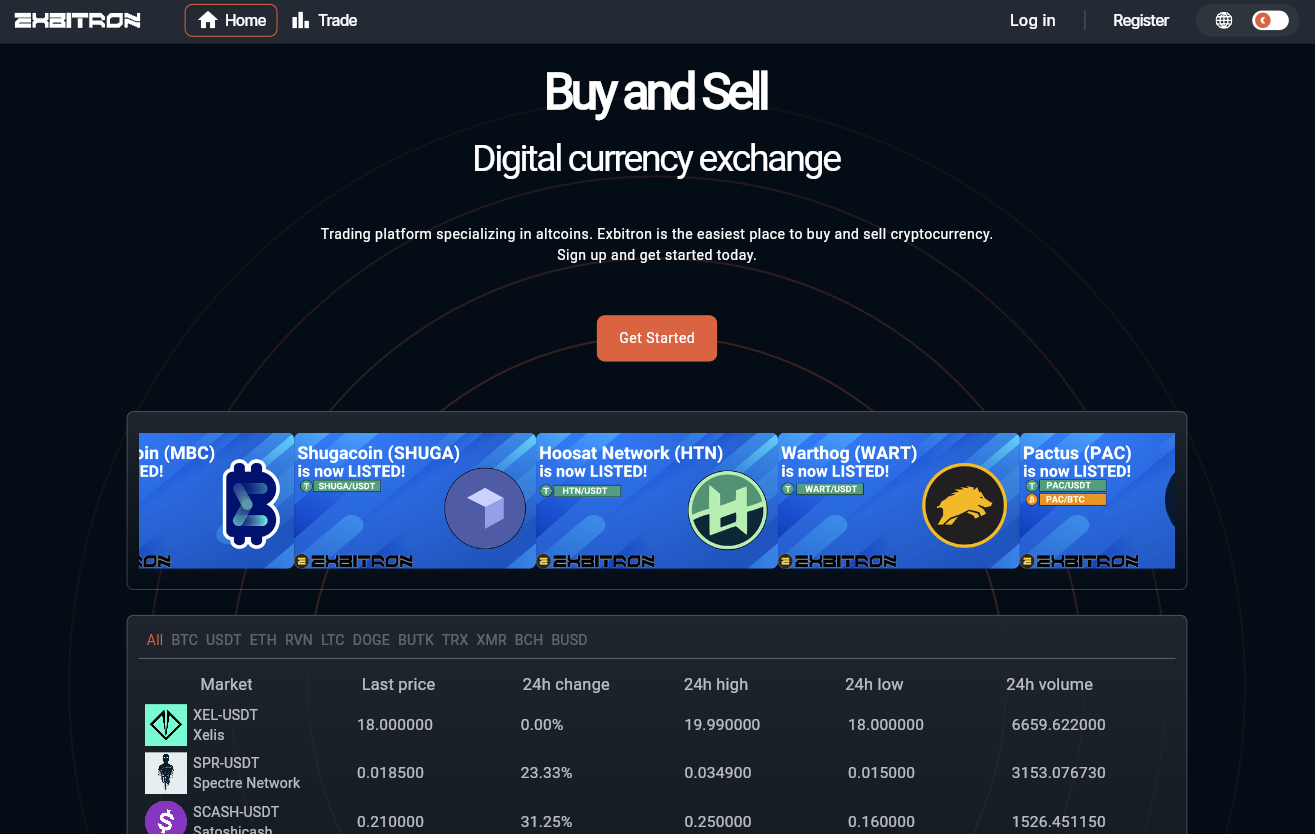 EXBITRON
Home
Trade
Log in
Register
Buy and Sell
Digital currency exchange
Trading platform specializing in altcoins. Exbitron is the easiest place to buy and sell cryptocurrency.
Sign up and get started today.
Get Started
(MBC)
Shugacoin (SHUGA)
is now LISTED!
SHUGA/USDT
EXBITRON
Hoosat Network (HTN)
is now LISTED!
HTN/USDT
EXBITRON
Warthog (WART)
is now LISTED!
WART/USDT
EXBITRON
Pactus (PAC)
is now LISTED!
PAC/USDT
PAC/BTC
EXBITRON
All BTC USDT ETH RVN LTC DOGE BUTK TRX XMR BCH BUSD
Market Last price 24h change 24h high 24h low 24h volume
XEL-USDT
Xelis
18.000000 0.00% 19.990000 18.000000 6659.622000
SPR-USDT
Spectre Network
0.018500 23.33% 0.034900 0.015000 3153.076730
SCASH-USDT
Satoshicash
0.210000 31.25% 0.250000 0.160000 1526.451150